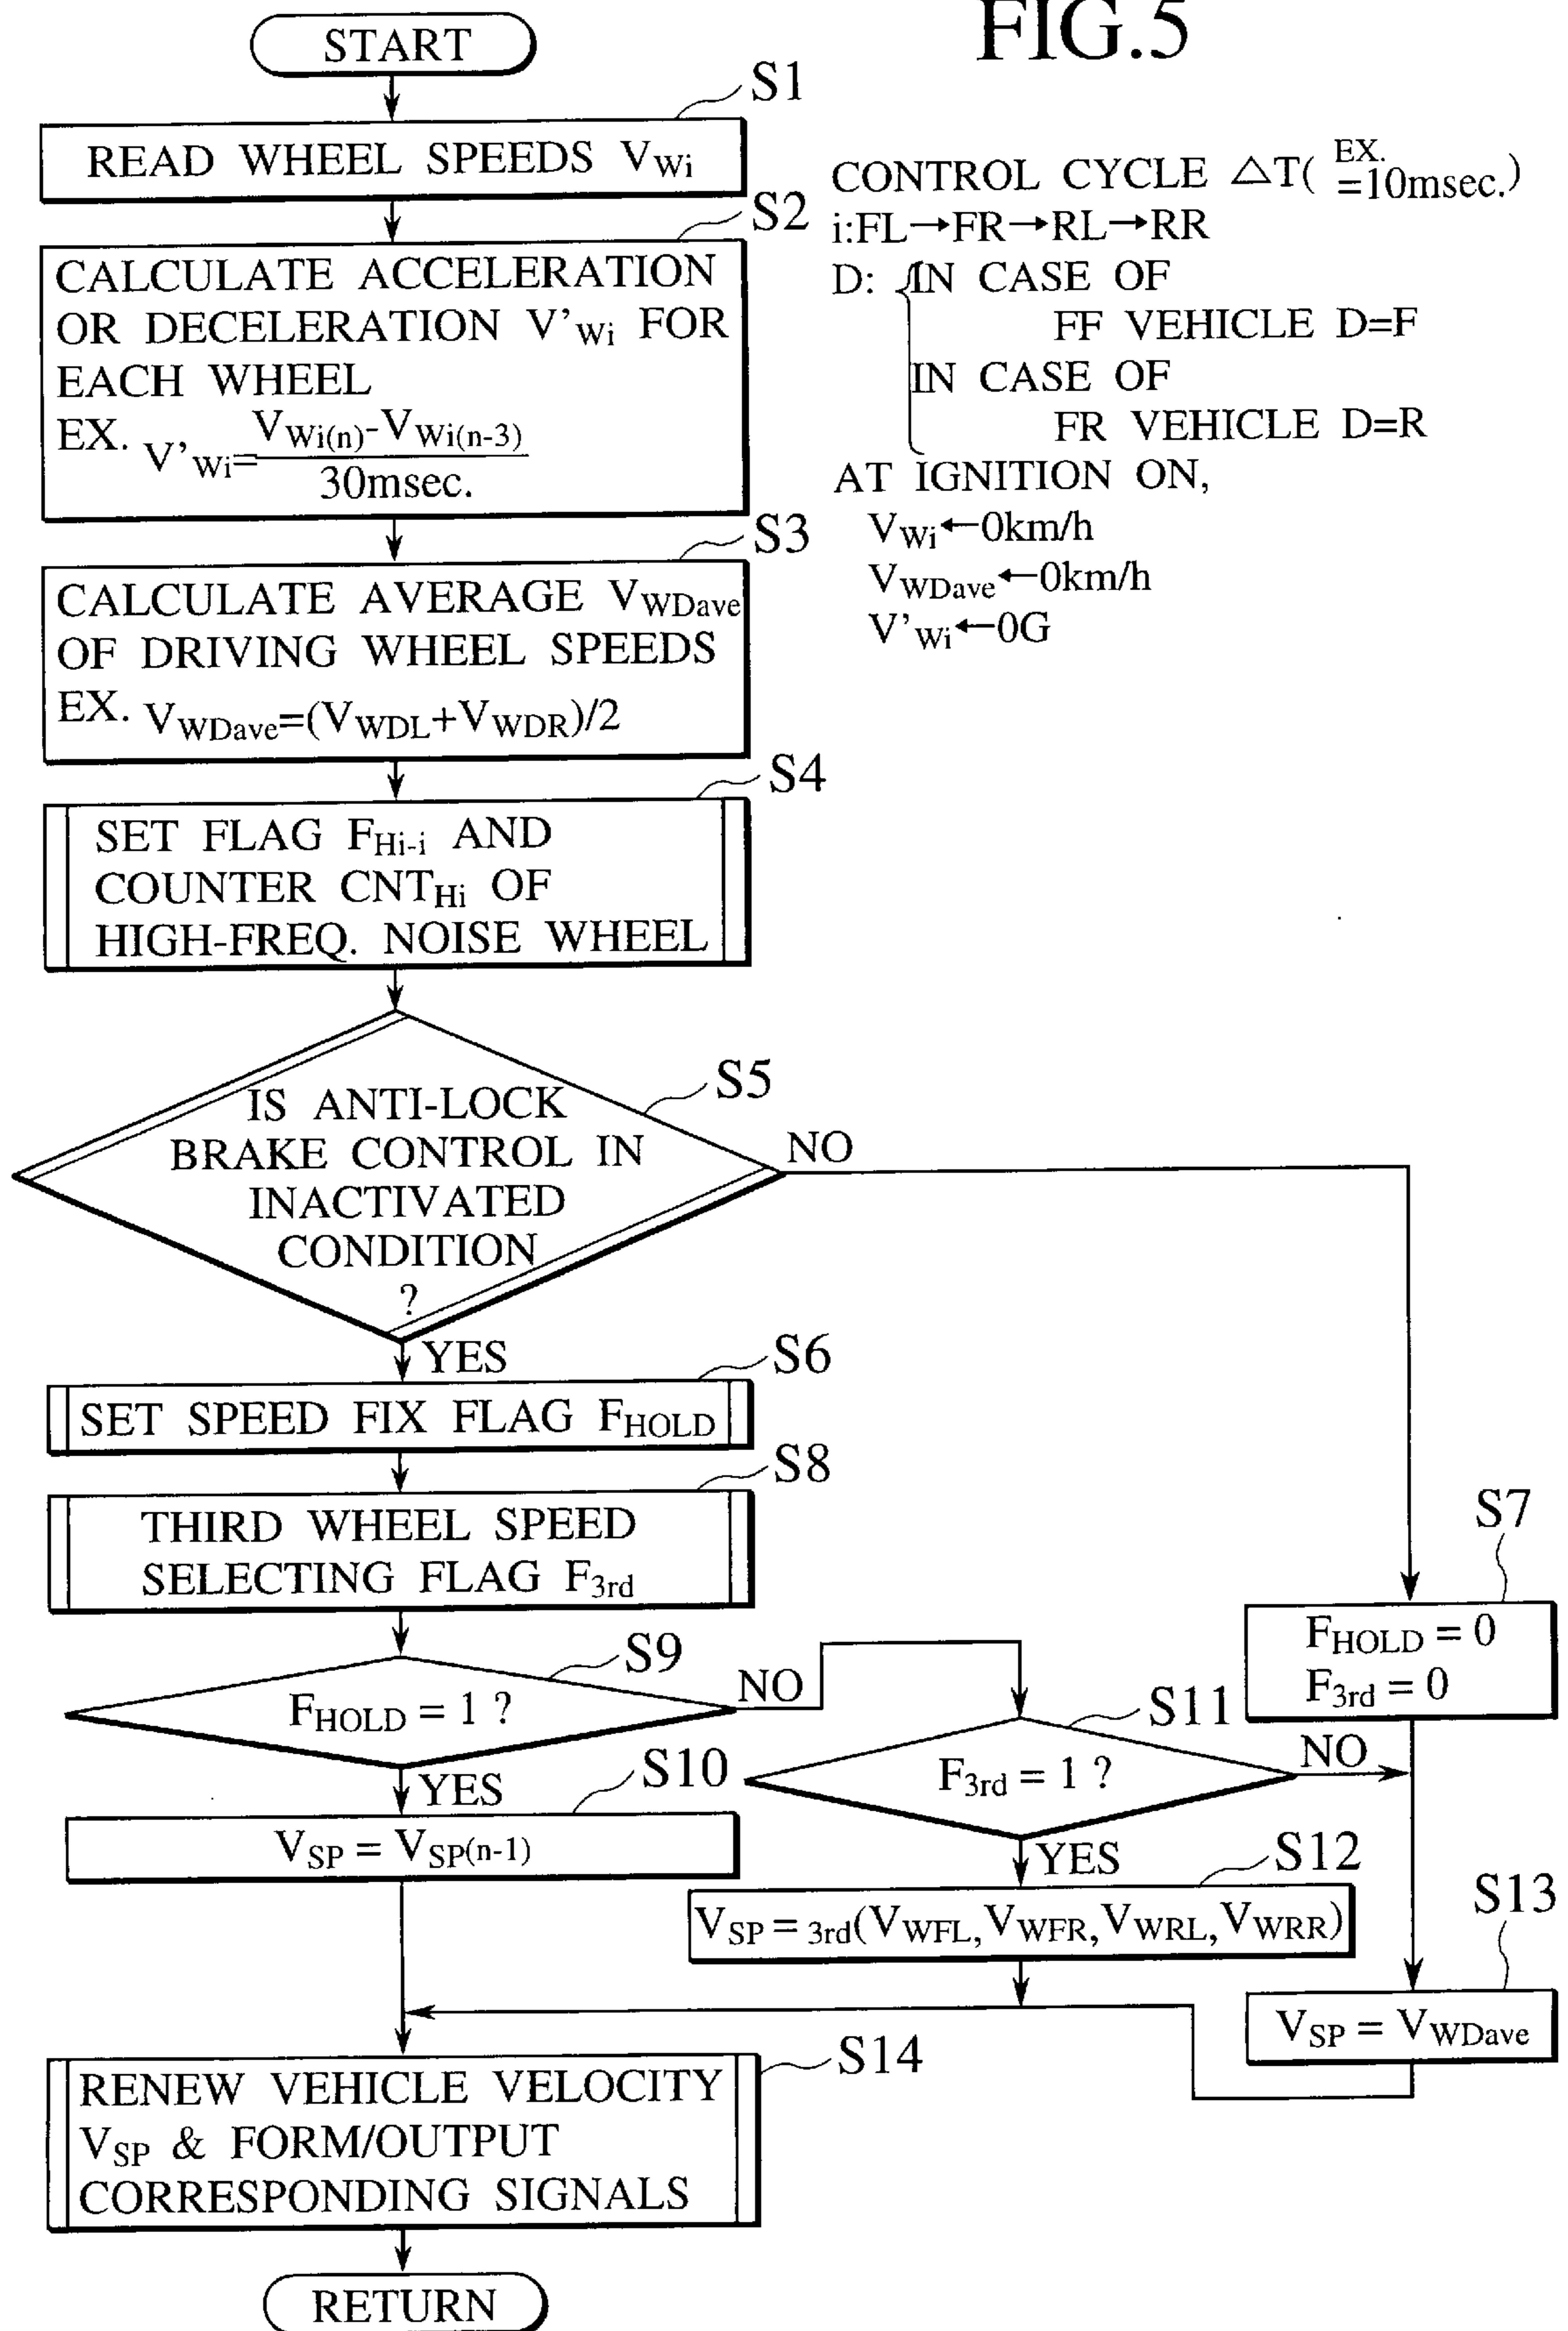 FIG.5
START
S1
READ WHEEL SPEEDS VWi
S2
CALCULATE ACCELERATION
OR DECELERATION V'Wi FOR
EACH WHEEL
EX. V'Wi=VWi(n)-VWi(n-3)
30msec.
CONTROL CYCLE △T( EX. =10msec.)
i:FL→FR→RL→RR
D: {IN CASE OF
FF VEHICLE D=F
IN CASE OF
FR VEHICLE D=R
AT IGNITION ON,
VWi←0km/h
VWDave←0km/h
V'Wi←0G
S3
CALCULATE AVERAGE VWDave
OF DRIVING WHEEL SPEEDS
EX. VWDave=(VWDL+VWDR)/2
S4
SET FLAG FHi-i AND
COUNTER CNTHi OF
HIGH-FREQ. NOISE WHEEL
S5
IS ANTI-LOCK
BRAKE CONTROL IN
INACTIVATED
CONDITION
?
NO
YES
S6
SET SPEED FIX FLAG FHOLD
S8
THIRD WHEEL SPEED
SELECTING FLAG F3rd
S7
FHOLD = 0
F3rd = 0
S9
FHOLD = 1 ?
NO
YES
S10
VSP = VSP(n-1)
S11
F3rd = 1 ?
NO
YES
S12
VSP = 3rd(VWFL,VWFR,VWRL,VWRR)
S13
VSP = VWDave
S14
RENEW VEHICLE VELOCITY
VSP & FORM/OUTPUT
CORRESPONDING SIGNALS
RETURN